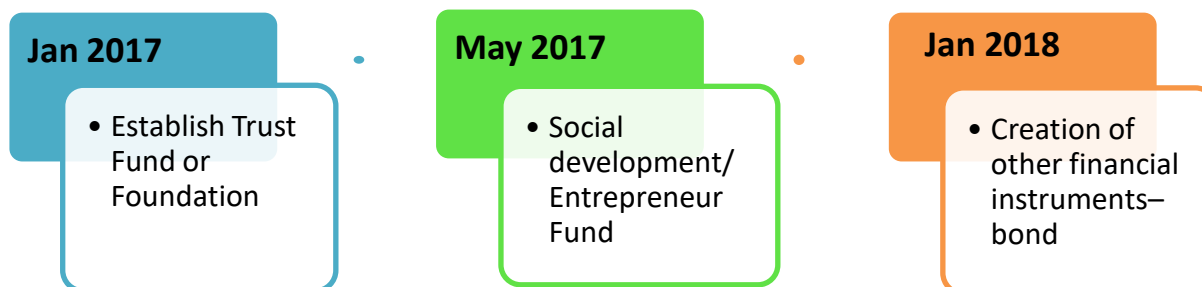 Jan 2017
• Establish Trust
Fund or
Foundation
May 2017
• Social
development/
Entrepreneur
Fund
Jan 2018
• Creation of
other financial
instruments–
bond